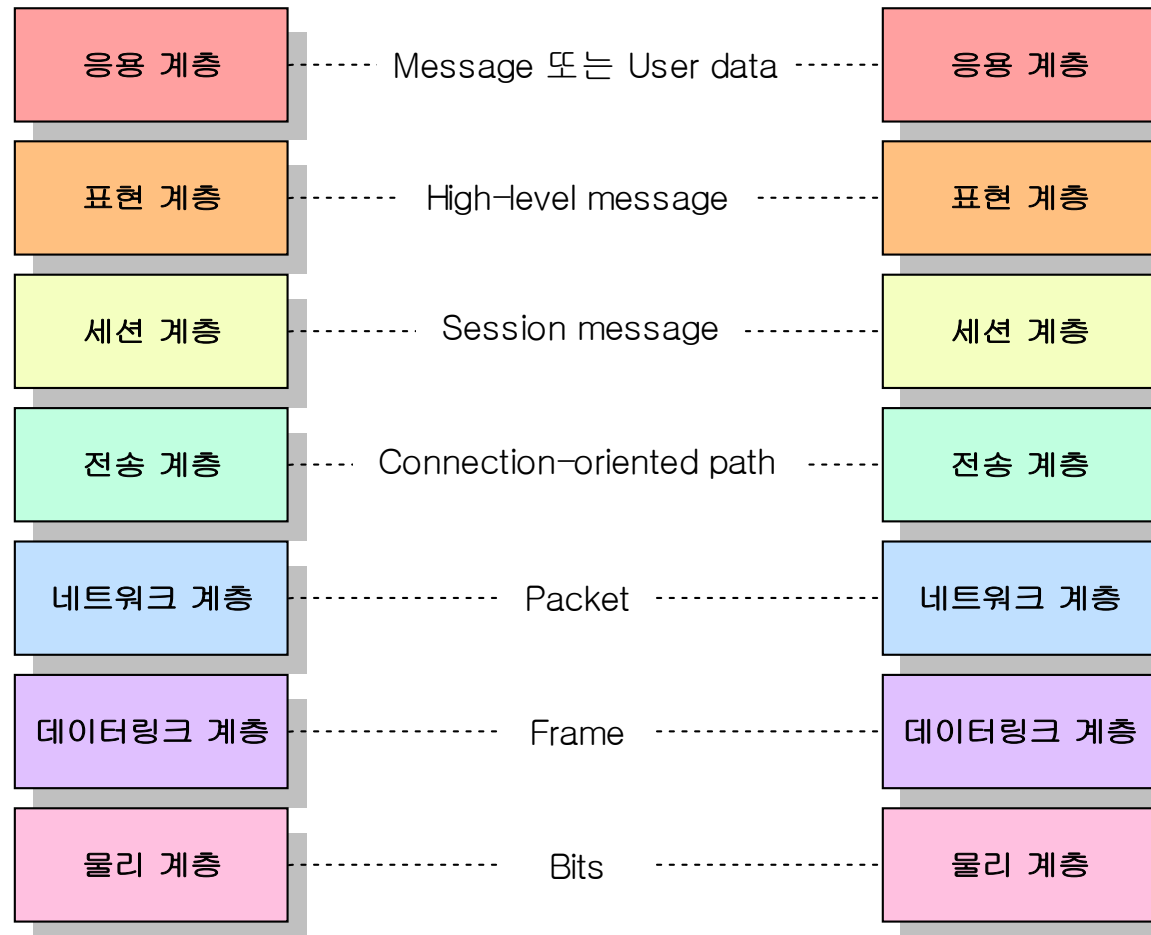 응용 계층 Message 또는 User data 응용 계층
표현 계층 High-level message 표현 계층
세션 계층 Session message 세션 계층
전송 계층 Connection-oriented path 전송 계층
네트워크 계층 Packet 네트워크 계층
데이터링크 계층 Frame 데이터링크 계층
물리 계층 Bits 물리 계층